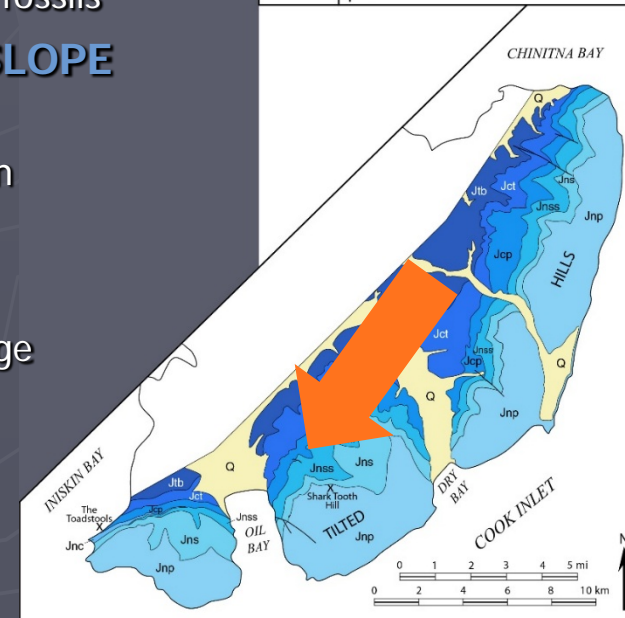 fossils
SLOPE
CHINITNA BAY
Q
Jns
Jtb
Jct
Jnss
Jnp
Jcp
HILLS
Jct
Jnss
Jcp
Q
Q
Jnp
Jnss
Jns
Shark Tooth
Hill
X
DRY
BAY
COOK INLET
INISKIN BAY
Q
Jtb
Jct
The
Toadstools
X
Jcp
Jnss
OIL
BAY
TILTED
Jnp
Jnc
Jns
Jnp
0 1 2 3 4 5 mi
0 2 4 6 8 10 km
N